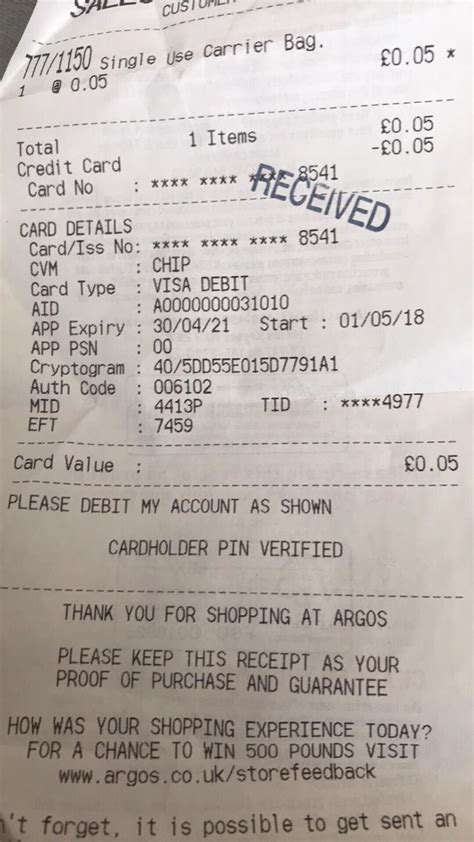 SALES
CUSTOMER
777/1150 Single Use Carrier Bag.
1 @ 0.05 £0.05 *
Total 1 Items £0.05
Credit Card -£0.05
Card No : **** **** **** 8541
RECEIVED
CARD DETAILS
Card/Iss No: **** **** **** 8541
CVM : CHIP
Card Type : VISA DEBIT
AID : A0000000031010
APP Expiry : 30/04/21 Start : 01/05/18
APP PSN : 00
Cryptogram : 40/5DD55E015D7791A1
Auth Code : 006102
MID : 4413P TID : ****4977
EFT : 7459
Card Value : £0.05
PLEASE DEBIT MY ACCOUNT AS SHOWN
CARDHOLDER PIN VERIFIED
THANK YOU FOR SHOPPING AT ARGOS
PLEASE KEEP THIS RECEIPT AS YOUR
PROOF OF PURCHASE AND GUARANTEE
HOW WAS YOUR SHOPPING EXPERIENCE TODAY?
FOR A CHANCE TO WIN 500 POUNDS VISIT
www.argos.co.uk/storefeedback
n't forget, it is possible to get sent an